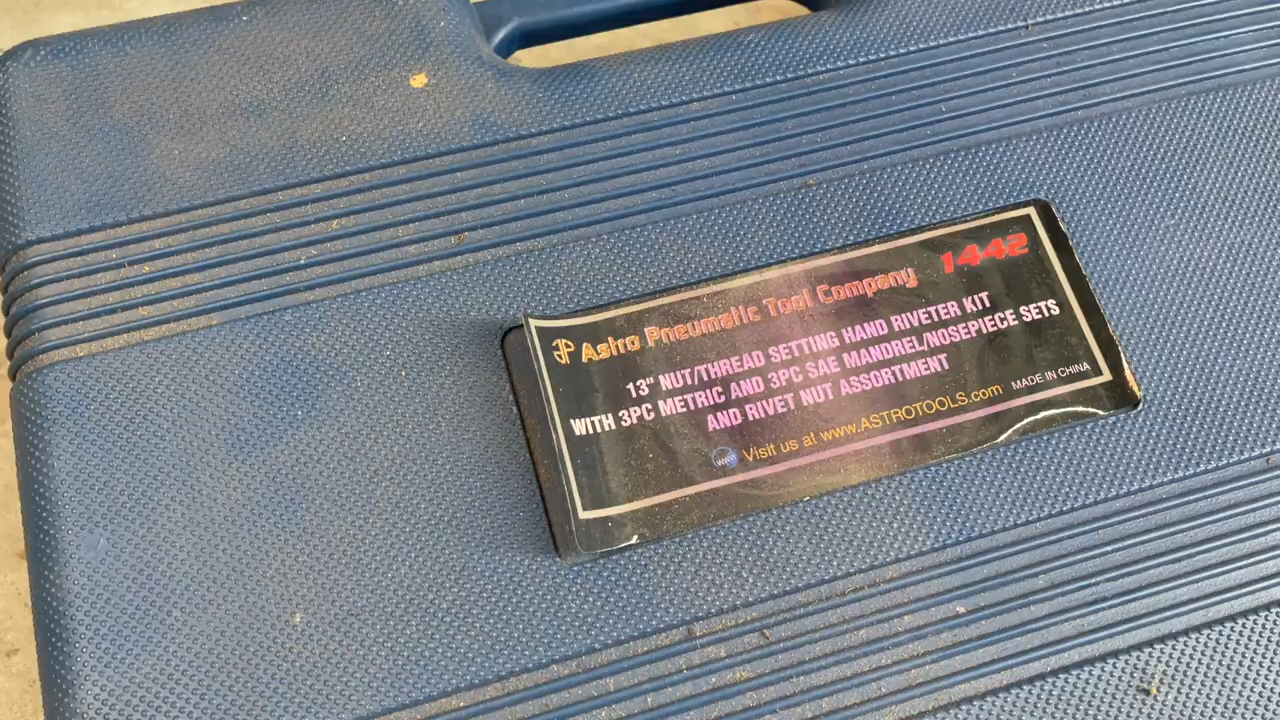 Astro Pneumatic Tool Company 1442
13" NUT/THREAD SETTING HAND RIVETER KIT
WITH 3PC METRIC AND 3PC SAE MANDREL/NOSEPIECE SETS
AND RIVET NUT ASSORTMENT
www Visit us at www.ASTROTOOLS.com MADE IN CHINA